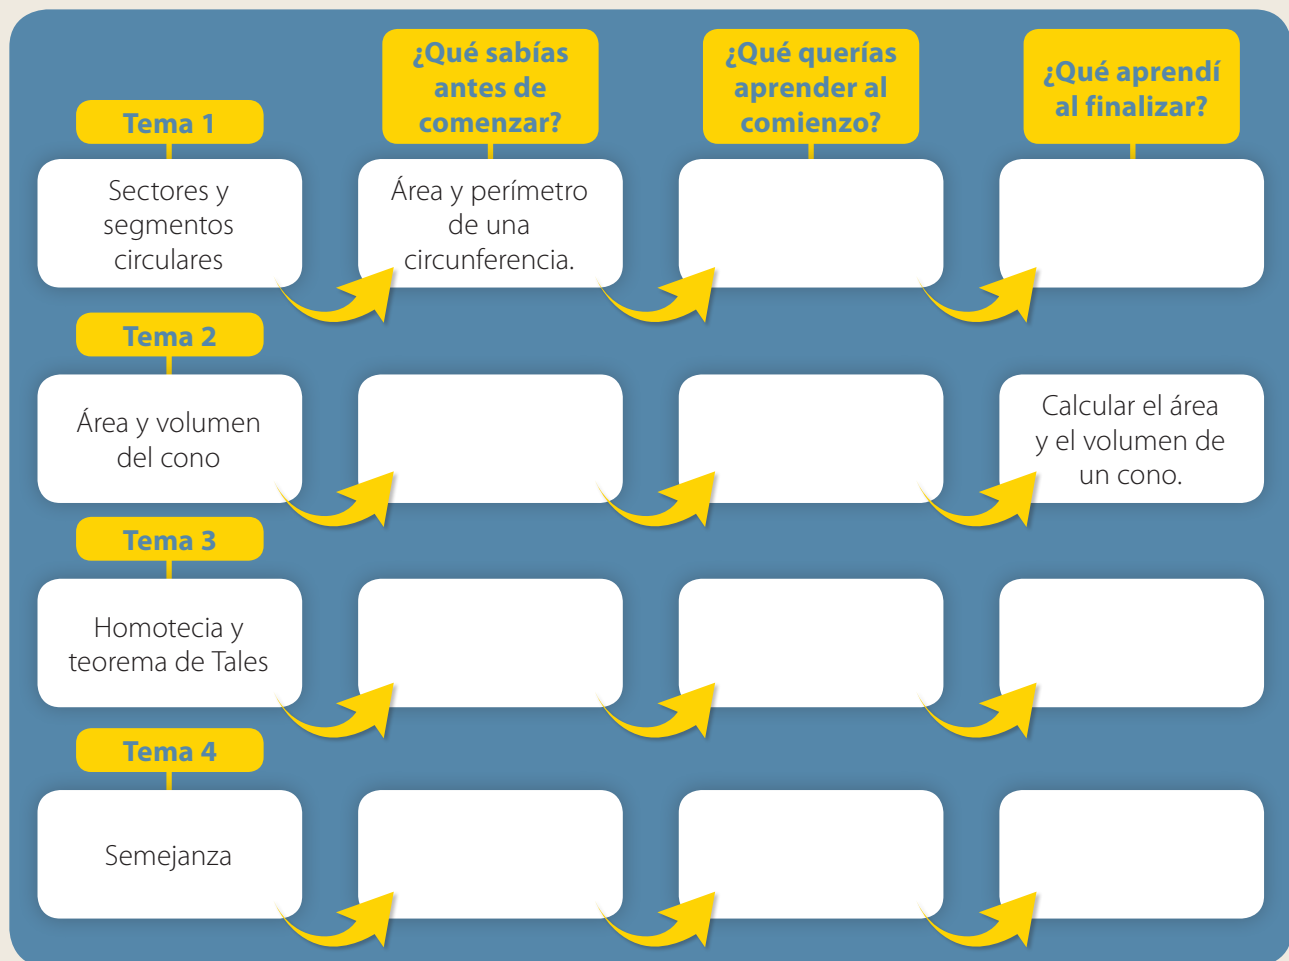 ¿Qué sabías
antes de
comenzar?
¿Qué querías
aprender al
comienzo?
¿Qué aprendí
al finalizar?
Tema 1
Sectores y
segmentos
circulares
Área y perímetro
de una
circunferencia.
Tema 2
Área y volumen
del cono
Calcular el área
y el volumen de
un cono.
Tema 3
Homotecia y
teorema de Tales
Tema 4
Semejanza